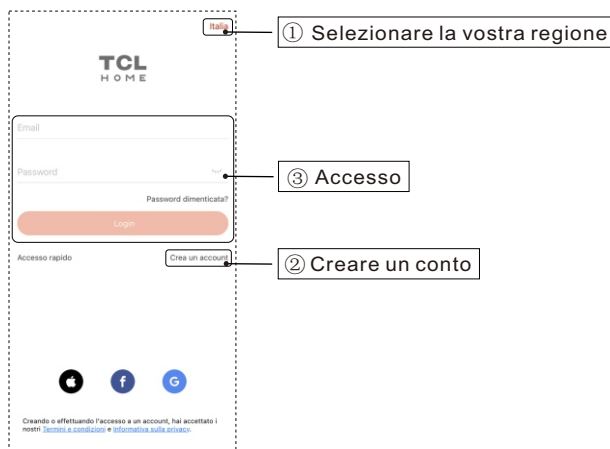 Italia
① Selezionare la vostra regione
TCL
HOME
Email
Password
③ Accesso
Password dimenticata?
Login
Accesso rapido
Crea un account
② Creare un conto
f
G
Creando o effettuando l'accesso a un account, hai accettato i
nostri Termini e condizioni e Informativa sulla privacy.